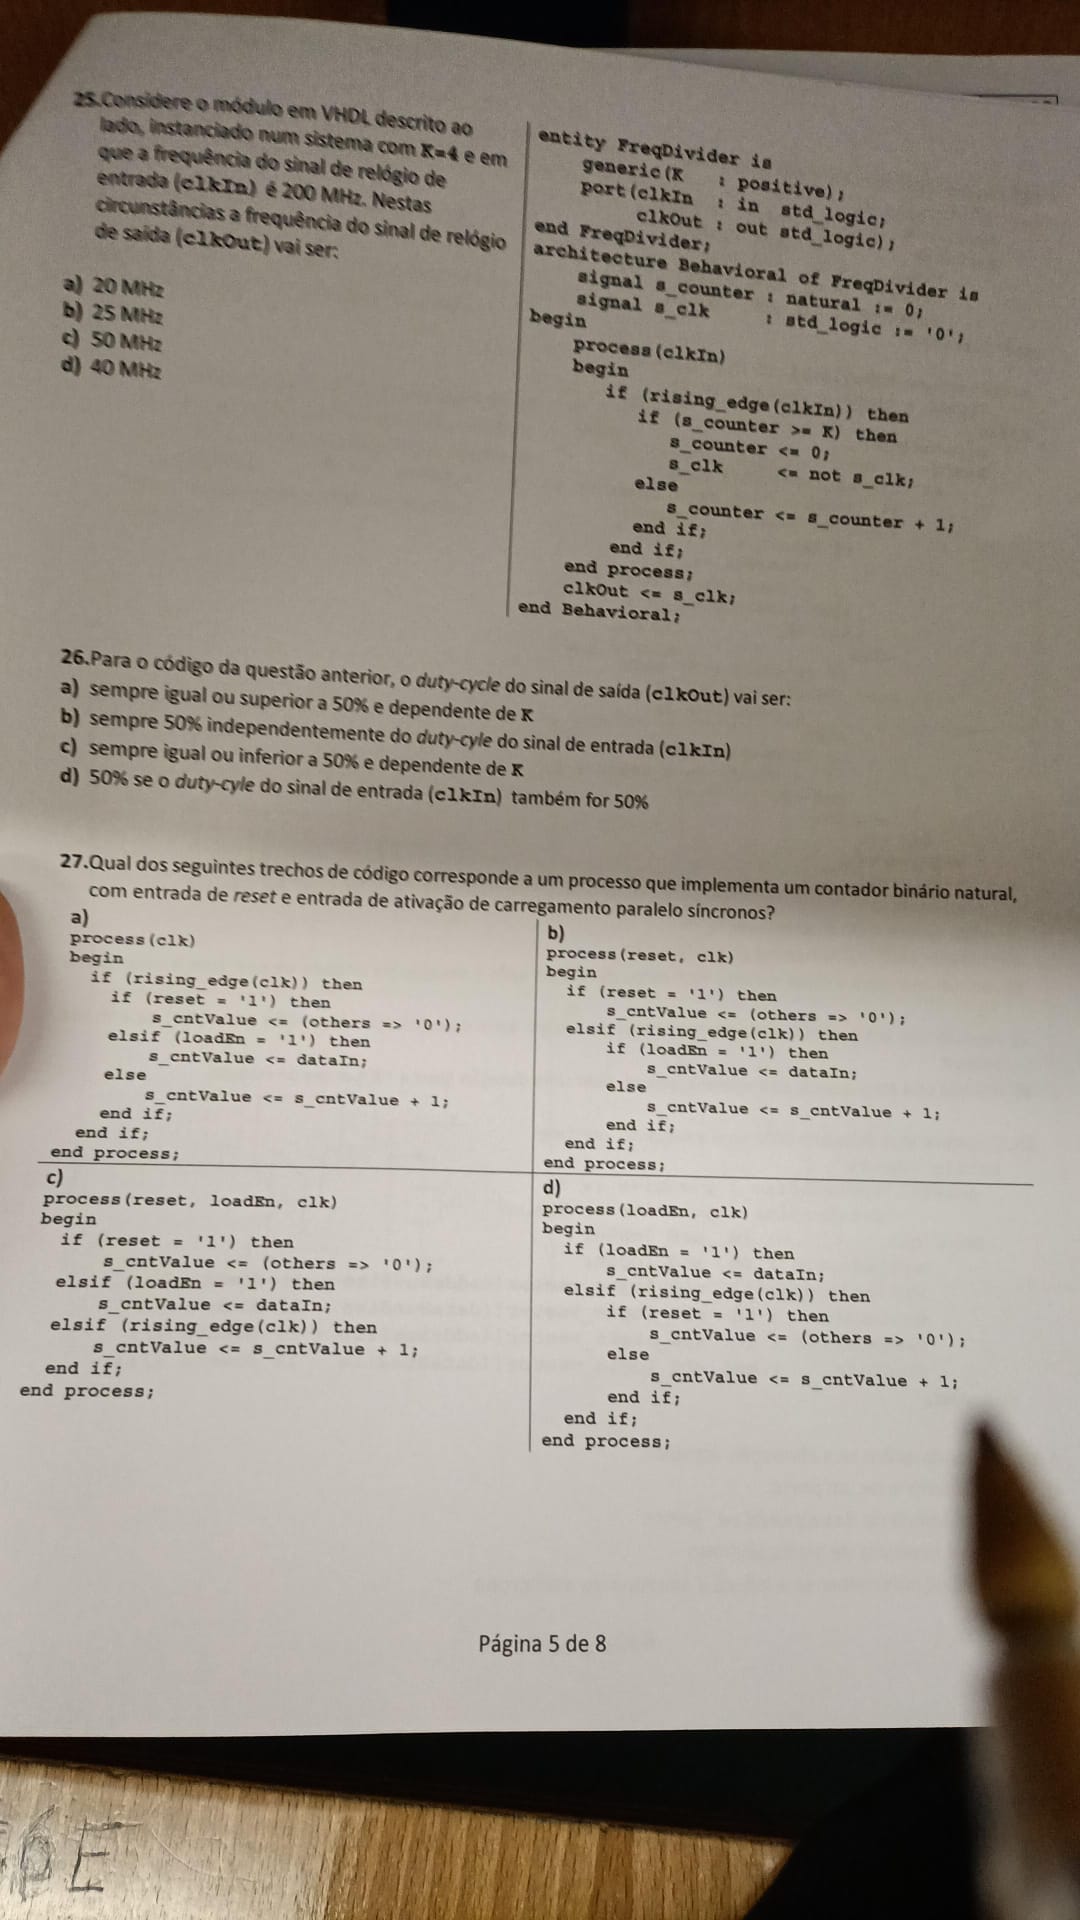 25.Considere o módulo em VHDL descrito ao
lado, instanciado num sistema com K=4 e em
que a frequência do sinal de relógio de
entrada (clkIn) é 200 MHz. Nestas
circunstâncias a frequência do sinal de relógio
de saída (clkOut) vai ser:
a) 20 MHz
b) 25 MHz
c) 50 MHz
d) 40 MHz
entity FreqDivider is
generic(K : positive);
port(clkIn : in std_logic;
clkOut : out std_logic);
end FreqDivider;
architecture Behavioral of FreqDivider is
signal s_counter : natural := 0;
signal s_clk : std_logic := '0';
begin
process(clkIn)
begin
if (rising_edge(clkIn)) then
if (s_counter >= K) then
s_counter <= 0;
s_clk <= not s_clk;
else
s_counter <= s_counter + 1;
end if;
end if;
end process;
clkOut <= s_clk;
end Behavioral;
26.Para o código da questão anterior, o duty-cycle do sinal de saída (clkOut) vai ser:
a) sempre igual ou superior a 50% e dependente de K
b) sempre 50% independentemente do duty-cyle do sinal de entrada (clkIn)
c) sempre igual ou inferior a 50% e dependente de K
d) 50% se o duty-cyle do sinal de entrada (clkIn) também for 50%
27.Qual dos seguintes trechos de código corresponde a um processo que implementa um contador binário natural,
com entrada de reset e entrada de ativação de carregamento paralelo síncronos?
a)
process(clk)
begin
if (rising_edge(clk)) then
if (reset = '1') then
s_cntValue <= (others => '0');
elsif (loadEn = '1') then
s_cntValue <= dataIn;
else
s_cntValue <= s_cntValue + 1;
end if;
end if;
end process;
b)
process(reset, clk)
begin
if (reset = '1') then
s_cntValue <= (others => '0');
elsif (rising_edge(clk)) then
if (loadEn = '1') then
s_cntValue <= dataIn;
else
s_cntValue <= s_cntValue + 1;
end if;
end if;
end process;
c)
process(reset, loadEn, clk)
begin
if (reset = '1') then
s_cntValue <= (others => '0');
elsif (loadEn = '1') then
s_cntValue <= dataIn;
elsif (rising_edge(clk)) then
s_cntValue <= s_cntValue + 1;
end if;
end process;
d)
process(loadEn, clk)
begin
if (loadEn = '1') then
s_cntValue <= dataIn;
elsif (rising_edge(clk)) then
if (reset = '1') then
s_cntValue <= (others => '0');
else
s_cntValue <= s_cntValue + 1;
end if;
end if;
end process;
Página 5 de 8